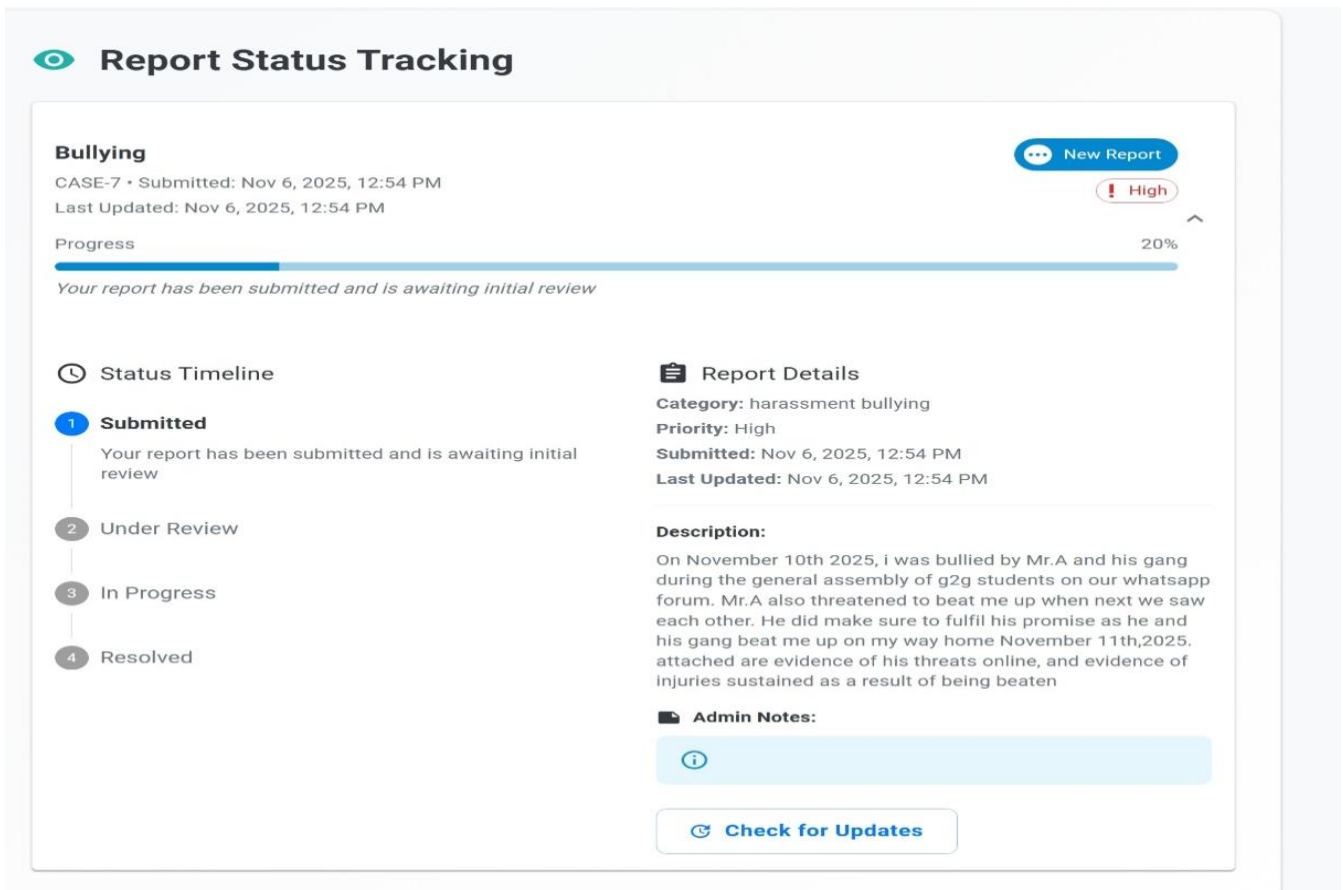 Report Status Tracking
Bullying
New Report
CASE-7 • Submitted: Nov 6, 2025, 12:54 PM
! High
Last Updated: Nov 6, 2025, 12:54 PM
Progress
20%
Your report has been submitted and is awaiting initial review
Status Timeline
1 Submitted
Your report has been submitted and is awaiting initial
review
2 Under Review
3 In Progress
4 Resolved
Report Details
Category: harassment bullying
Priority: High
Submitted: Nov 6, 2025, 12:54 PM
Last Updated: Nov 6, 2025, 12:54 PM
Description:
On November 10th 2025, i was bullied by Mr.A and his gang
during the general assembly of g2g students on our whatsapp
forum. Mr.A also threatened to beat me up when next we saw
each other. He did make sure to fulfil his promise as he and
his gang beat me up on my way home November 11th,2025.
attached are evidence of his threats online, and evidence of
injuries sustained as a result of being beaten
Admin Notes:
Check for Updates